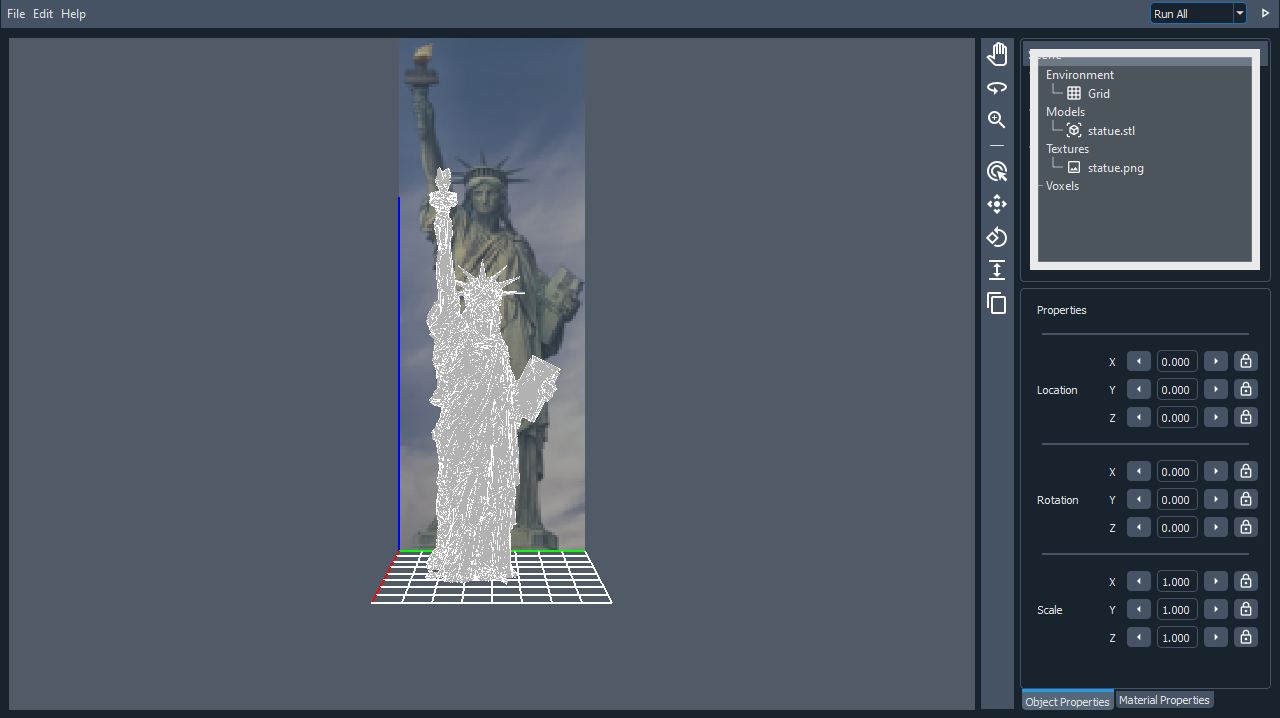 File Edit Help
Run All
Scene
Environment
Grid
Models
statue.stl
Textures
statue.png
Voxels
Properties
Location
X 0.000
Y 0.000
Z 0.000
Rotation
X 0.000
Y 0.000
Z 0.000
Scale
X 1.000
Y 1.000
Z 1.000
Object Properties
Material Properties